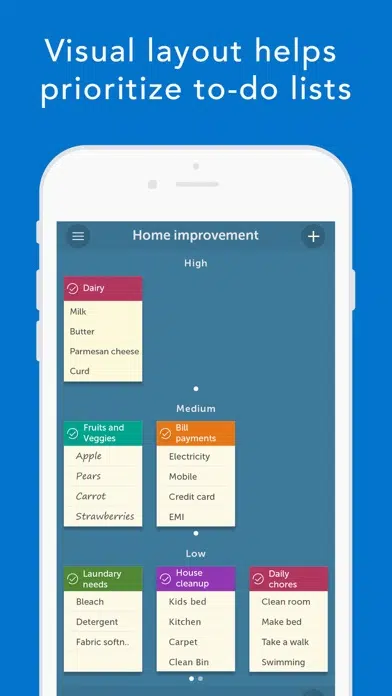 Visual layout helps
prioritize to-do lists
Home improvement
High
Dairy
Milk
Butter
Parmesan cheese
Curd
Medium
Fruits and
Veggies
Apple
Pears
Carrot
Strawberries
Bill
payments
Electricity
Mobile
Credit card
EMI
Low
Laundary
needs
Bleach
Detergent
Fabric softn..
House
cleanup
Kids bed
Kitchen
Carpet
Clean Bin
Daily
chores
Clean room
Make bed
Take a walk
Swimming